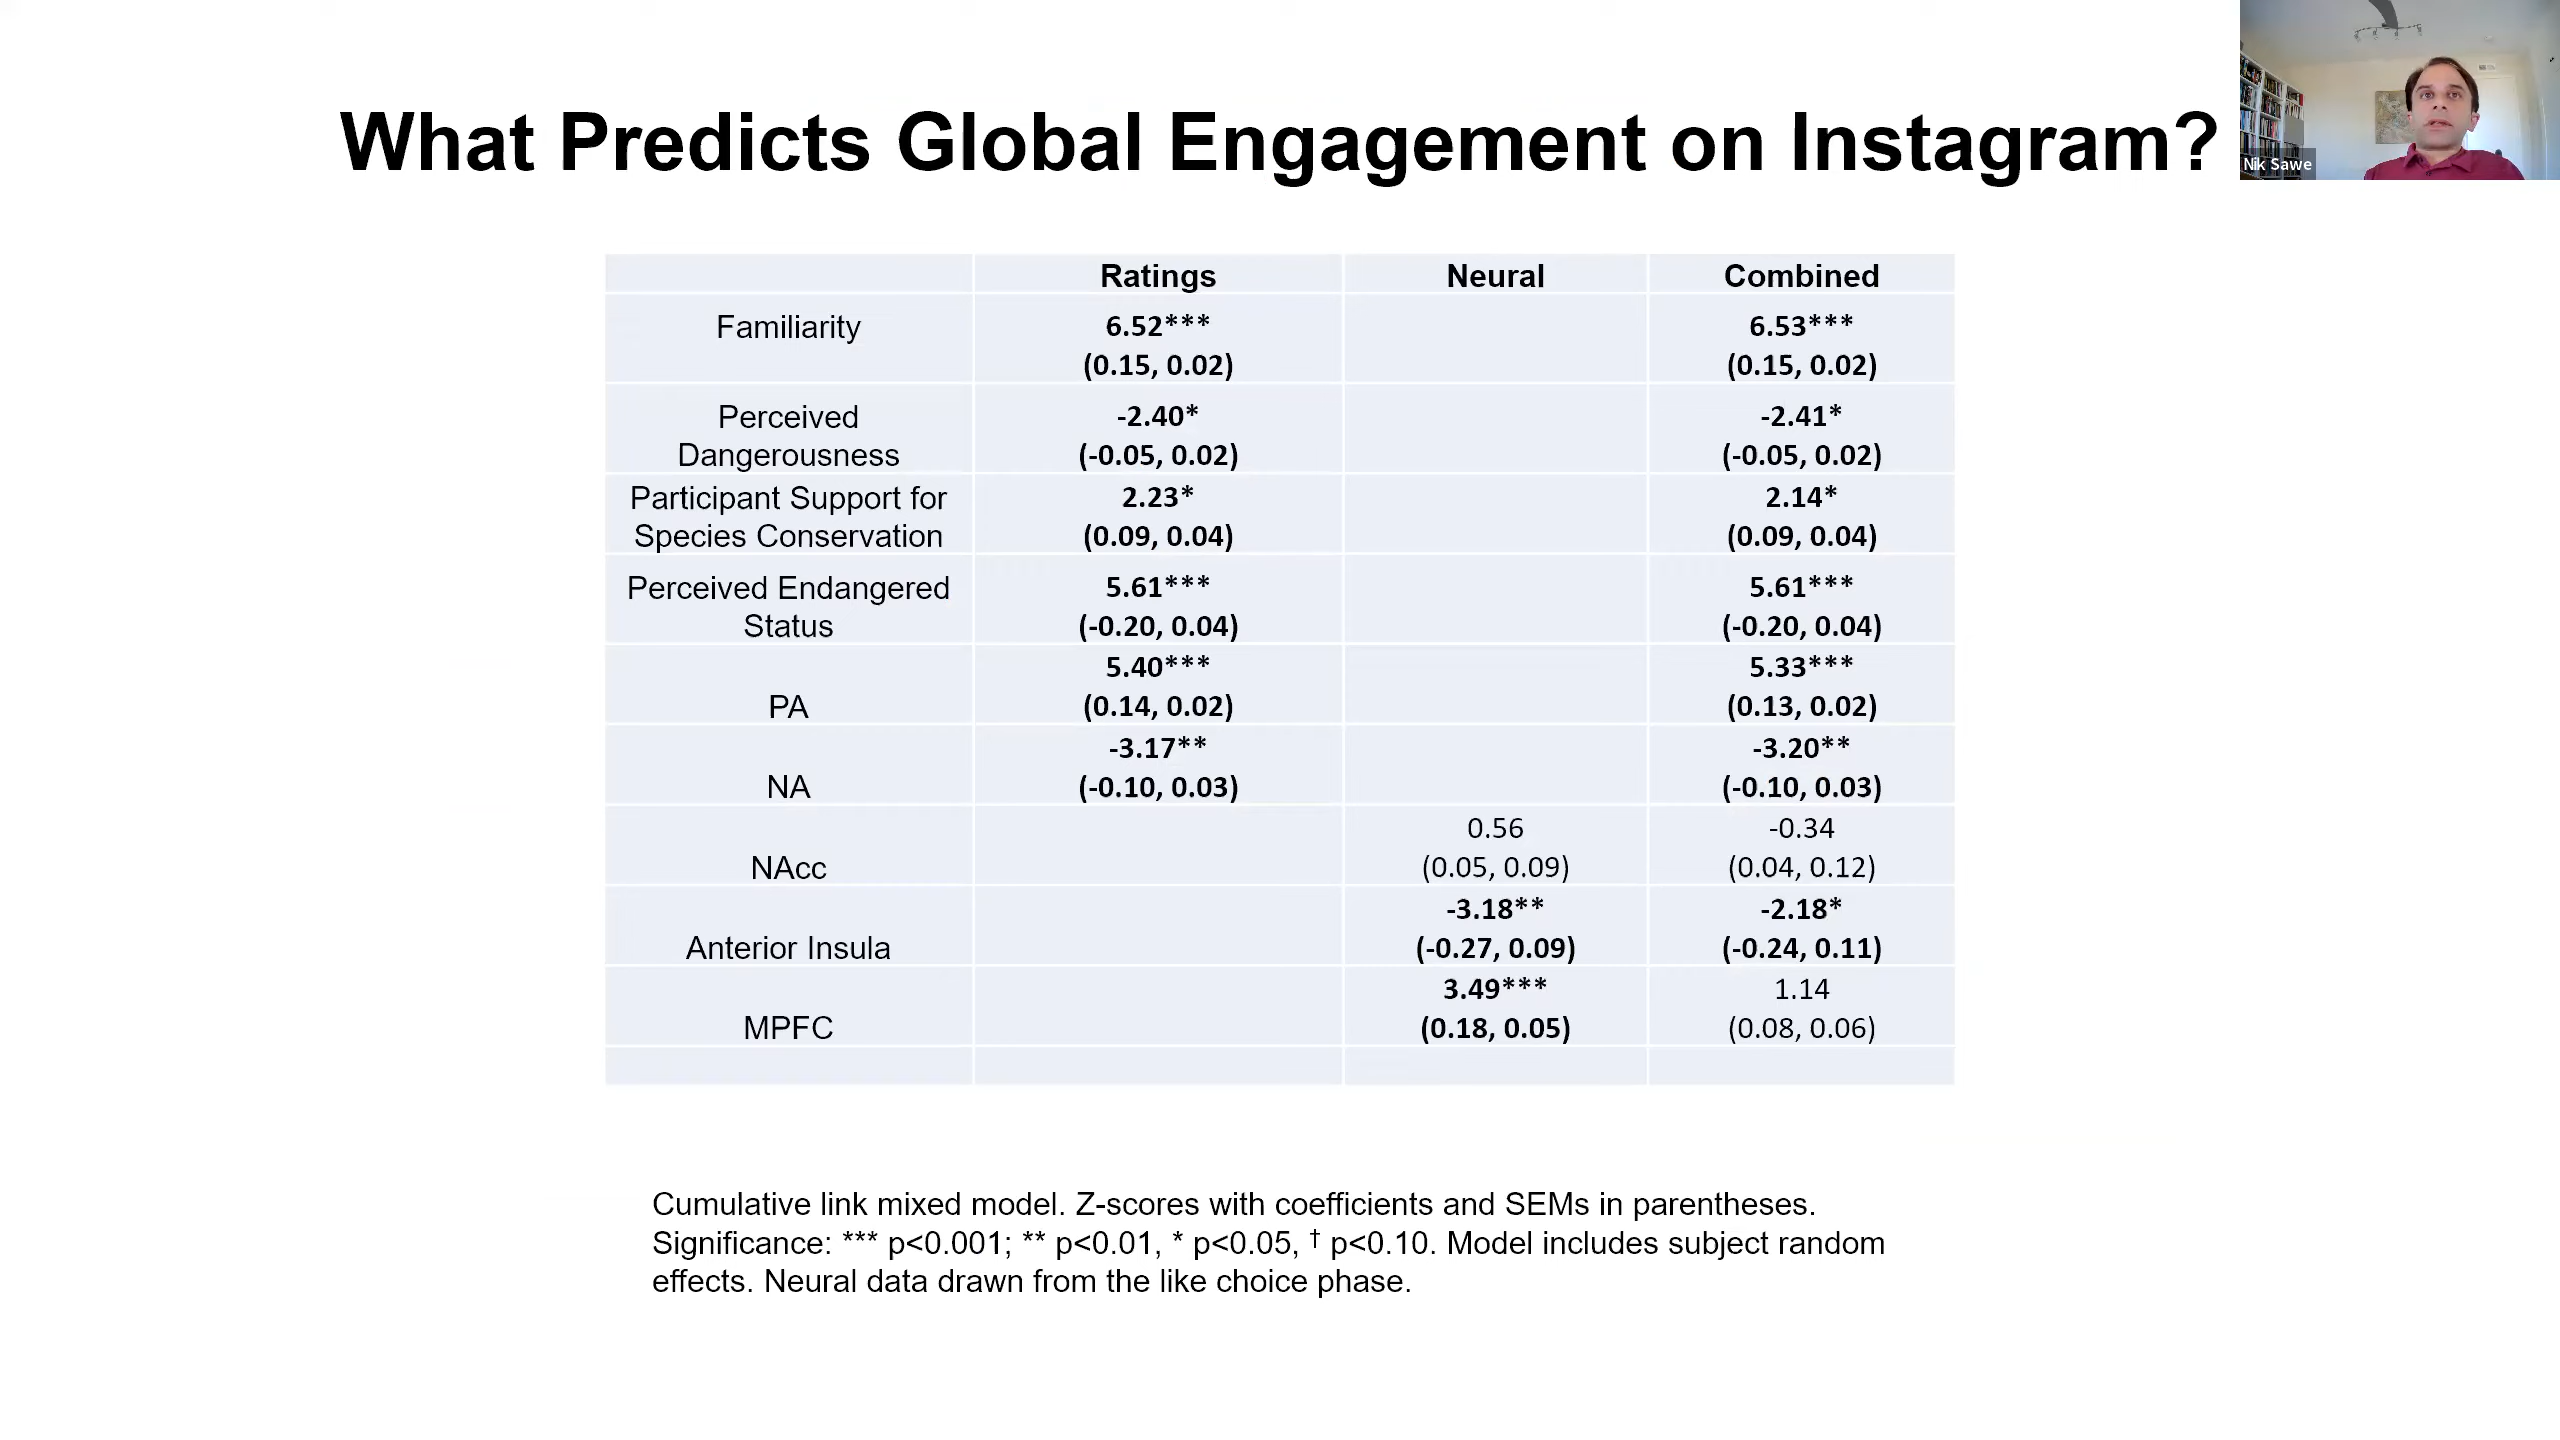 What Predicts Global Engagement on Instagram?
Nik Sawe
Ratings Neural Combined
Familiarity 6.52*** 6.53***
(0.15, 0.02) (0.15, 0.02)
Perceived -2.40* -2.41*
Dangerousness (-0.05, 0.02) (-0.05, 0.02)
Participant Support for 2.23* 2.14*
Species Conservation (0.09, 0.04) (0.09, 0.04)
Perceived Endangered 5.61*** 5.61***
Status (-0.20, 0.04) (-0.20, 0.04)
5.40*** 5.33***
PA (0.14, 0.02) (0.13, 0.02)
-3.17** -3.20**
NA (-0.10, 0.03) (-0.10, 0.03)
0.56 -0.34
NAcc (0.05, 0.09) (0.04, 0.12)
-3.18** -2.18*
Anterior Insula (-0.27, 0.09) (-0.24, 0.11)
3.49*** 1.14
MPFC (0.18, 0.05) (0.08, 0.06)
Cumulative link mixed model. Z-scores with coefficients and SEMs in parentheses.
Significance: *** p<0.001; ** p<0.01, * p<0.05, † p<0.10. Model includes subject random
effects. Neural data drawn from the like choice phase.